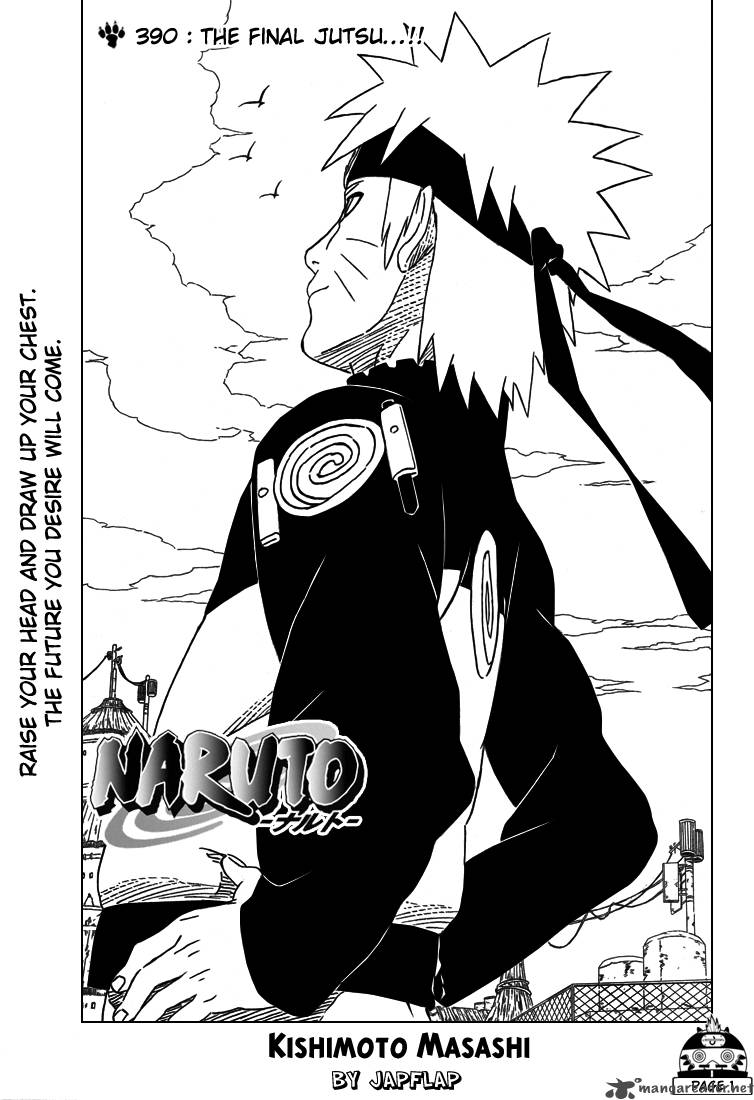 390 : THE FINAL JUTSU...!!
RAISE YOUR HEAD AND DRAW UP YOUR CHEST.
THE FUTURE YOU DESIRE WILL COME.
NARUTO
-ナルト-
KISHIMOTO MASASHI
BY JAPFLAP
PAGE
mangareader.net